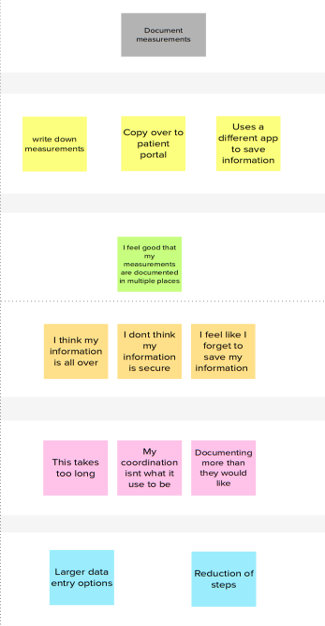 Document
measurements
write down
measurements
Copy over to
patient
portal
Uses a
different app
to save
information
I feel good that
my
measurements
are documented
in multiple places
I think my
information
is all over
I dont think
my
information
is secure
I feel like I
forget to
save my
information
This takes
too long
My
coordination
isnt what it
use to be
Documenting
more than
they would
like
Larger data
entry options
Reduction of
steps